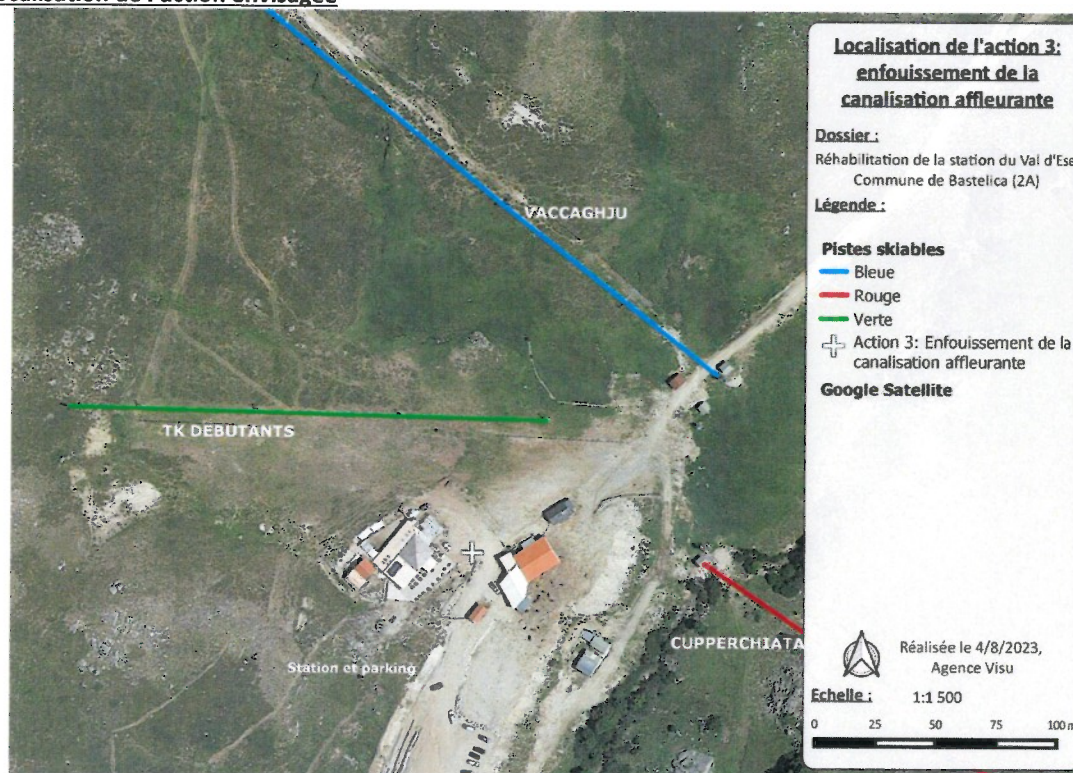 Localisation de l'action 3:
enfouissement de la
canalisation affleurante
Dossier :
Réhabilitation de la station du Val d'Ese
Commune de Bastelica (2A)
Légende :
Pistes skiables
Bleue
Rouge
Verte
Action 3: Enfouissement de la
canalisation affleurante
Google Satellite
VACCAGHJU
TK DEBUTANTS
CUPPERCHIATA
Station et parking
Réalisée le 4/8/2023,
Agence Visu
Echelle : 1:1 500
0 25 50 75 100 m